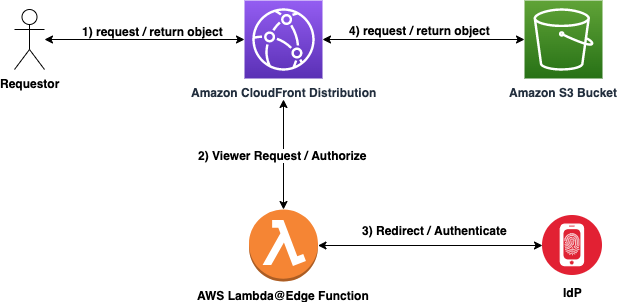 1) request / return object
4) request / return object
Requestor
Amazon CloudFront Distribution
Amazon S3 Bucket
2) Viewer Request / Authorize
3) Redirect / Authenticate
AWS Lambda@Edge Function
IdP